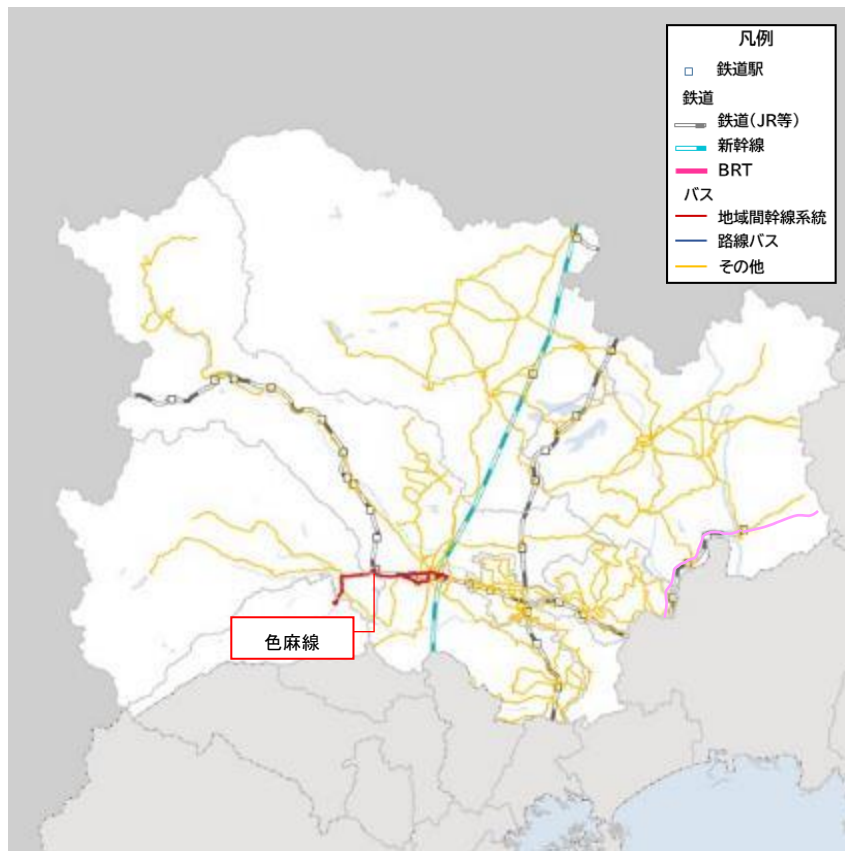 凡例
鉄道駅
鉄道
鉄道(JR等)
新幹線
BRT
バス
地域間幹線系統
路線バス
その他
色麻線